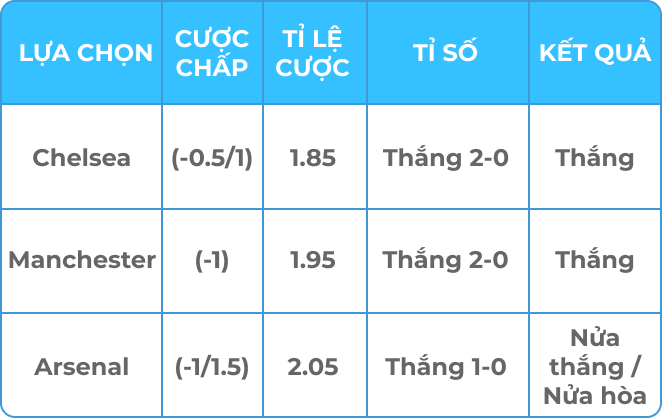 LỰA CHỌN
CƯỢC
CHẤP
TỈ LỆ
CƯỢC
TỈ SỐ
KẾT QUẢ
Chelsea
(-0.5/1)
1.85
Thắng 2-0
Thắng
Manchester
(-1)
1.95
Thắng 2-0
Thắng
Arsenal
(-1/1.5)
2.05
Thắng 1-0
Nửa
thắng /
Nửa hòa